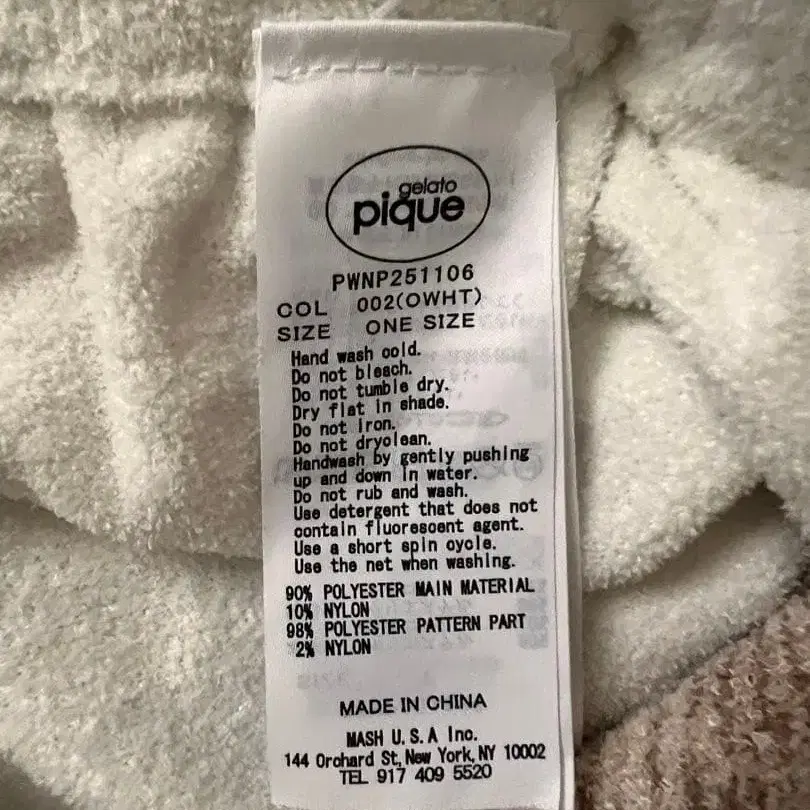 gelato
pique
PWNP251106
COL 002(OWHT)
SIZE ONE SIZE
Hand wash cold.
Do not bleach.
Do not tumble dry.
Dry flat in shade.
Do not iron.
Do not dryclean.
Handwash by gently pushing
up and down in water.
Do not rub and wash.
Use detergent that does not
contain fluorescent agent.
Use a short spin cycle.
Use the net when washing.
90% POLYESTER MAIN MATERIAL
10% NYLON
98% POLYESTER PATTERN PART
2% NYLON
MADE IN CHINA
MASH U.S.A Inc.
144 Orchard St, New York, NY 10002
TEL 917 409 5520